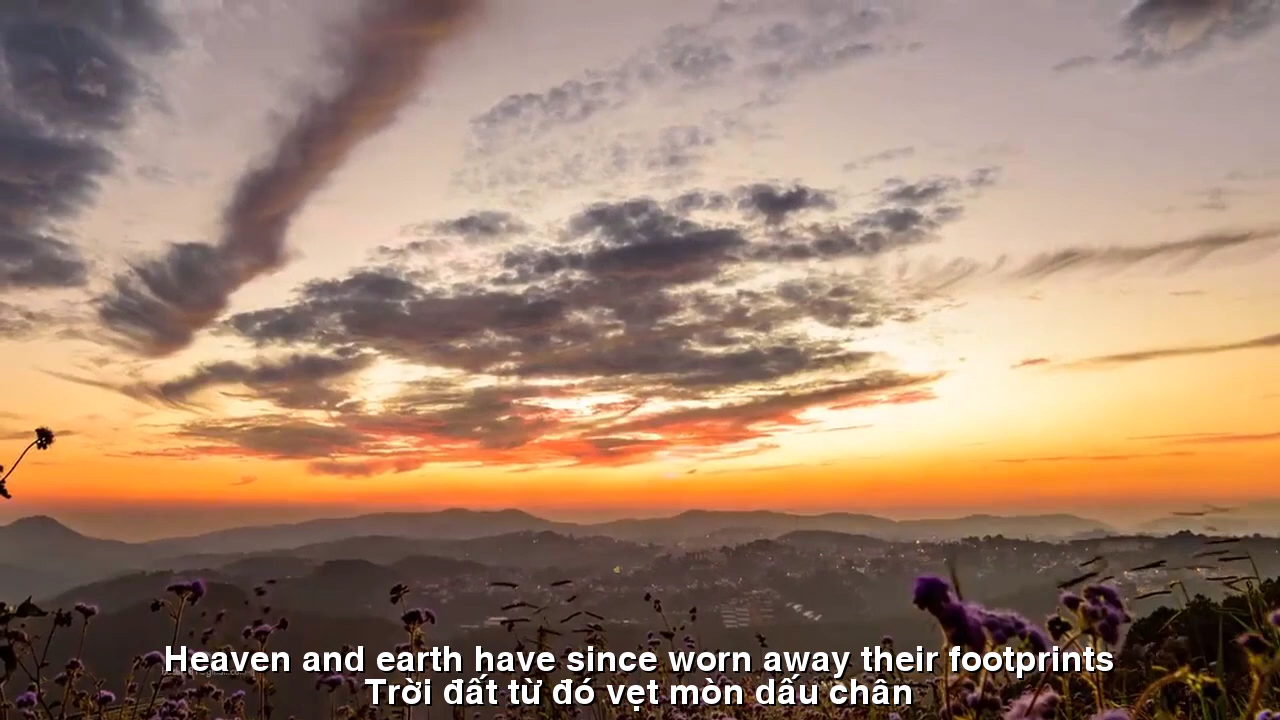 Heaven and earth have since worn away their footprints
Trời đất từ đó vẹt mòn dấu chân